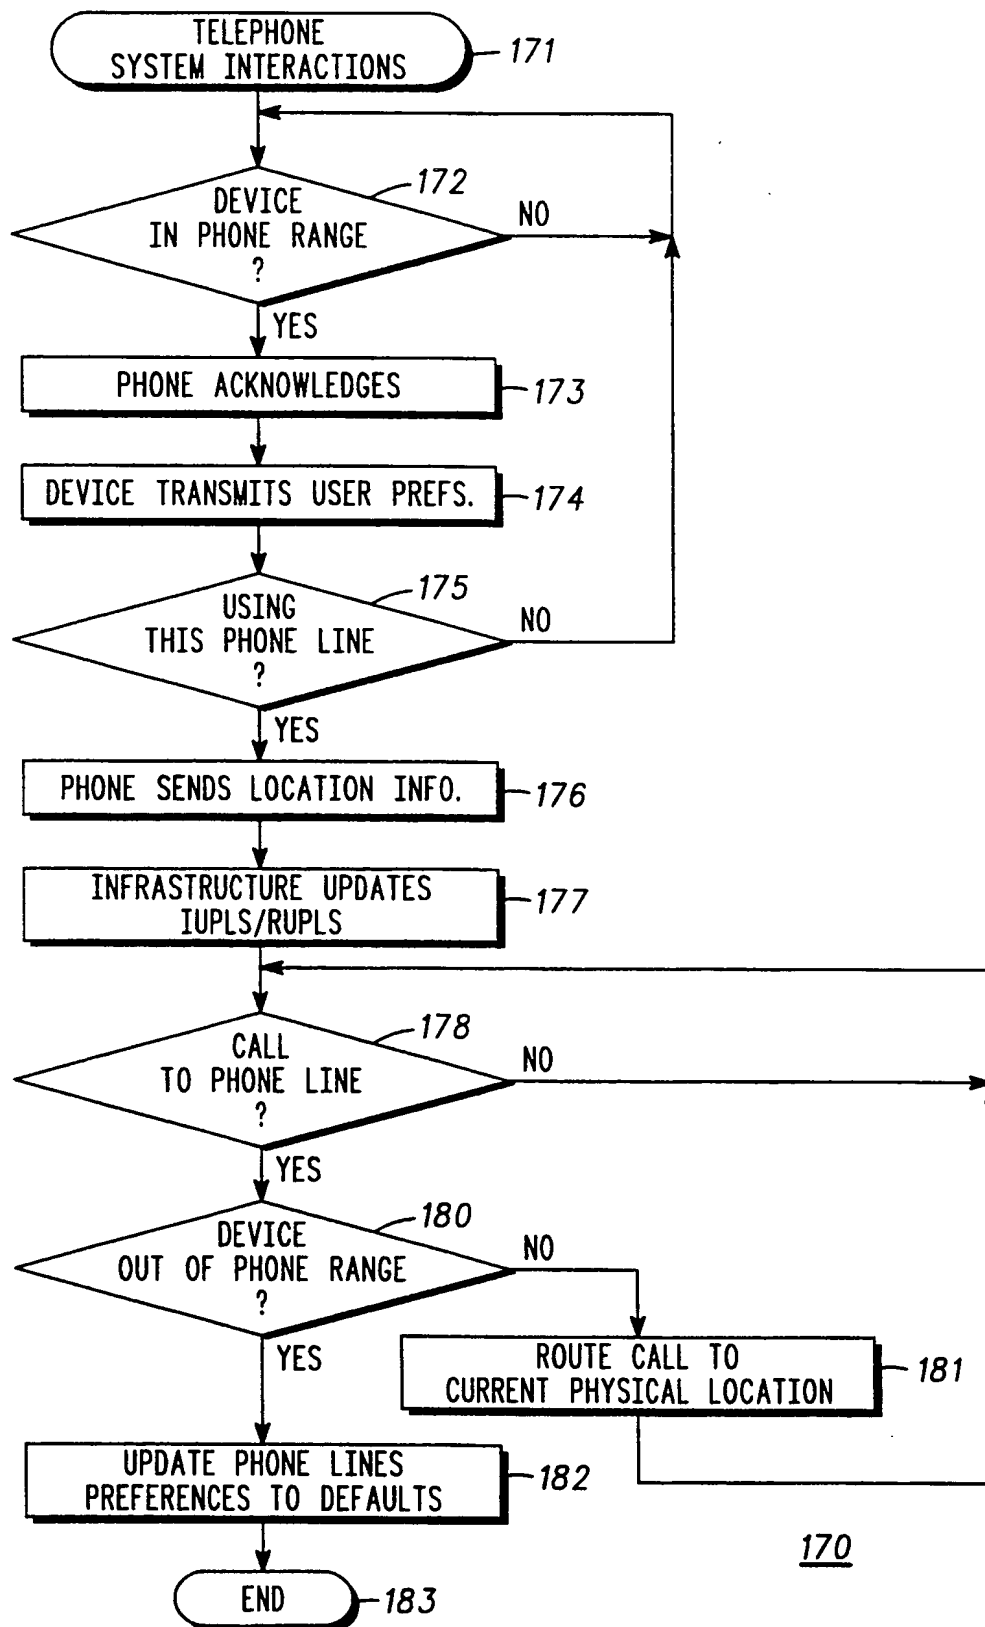 TELEPHONE
SYSTEM INTERACTIONS
171
DEVICE
IN PHONE RANGE
?
172
NO
YES
PHONE ACKNOWLEDGES
173
DEVICE TRANSMITS USER PREFS.
174
USING
THIS PHONE LINE
?
175
NO
YES
PHONE SENDS LOCATION INFO.
176
INFRASTRUCTURE UPDATES
IUPLS/RUPLS
177
CALL
TO PHONE LINE
?
178
NO
YES
DEVICE
OUT OF PHONE RANGE
?
180
NO
YES
ROUTE CALL TO
CURRENT PHYSICAL LOCATION
181
UPDATE PHONE LINES
PREFERENCES TO DEFAULTS
182
170
END
183